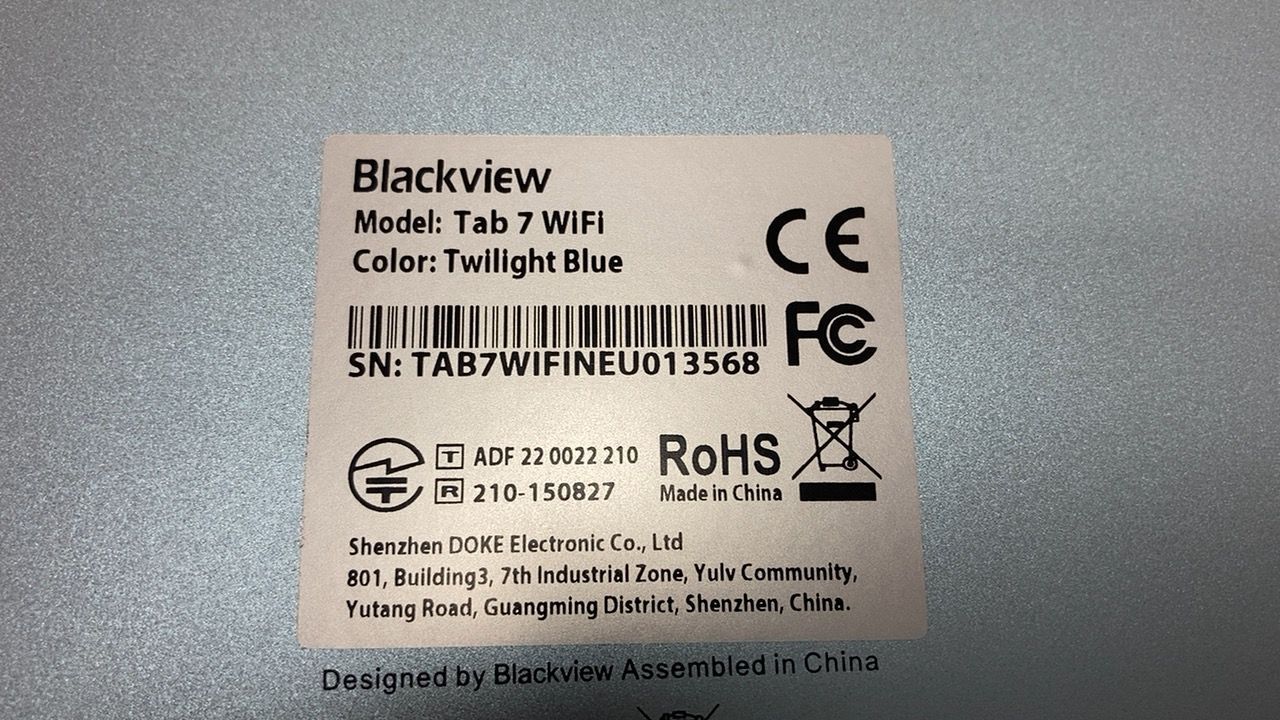 Blackview
Model: Tab 7 WiFi
Color: Twilight Blue
CE
SN: TAB7WIFINEU013568
FC
T ADF 22 0022 210
R 210-150827
RoHS
Made in China
Shenzhen DOKE Electronic Co., Ltd
801, Building3, 7th Industrial Zone, Yulv Community,
Yutang Road, Guangming District, Shenzhen, China.
Designed by Blackview Assembled in China